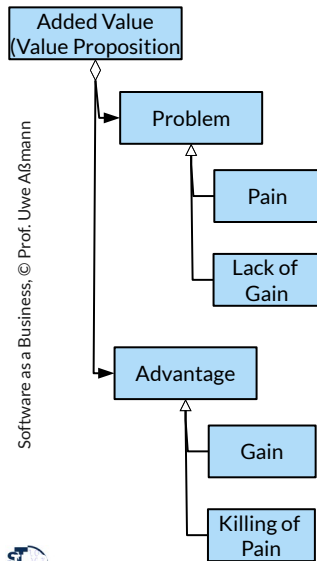 Added Value
(Value Proposition
Problem
Pain
Lack of
Gain
Advantage
Gain
Killing of
Pain
Software as a Business, © Prof. Uwe Aßmann
ST